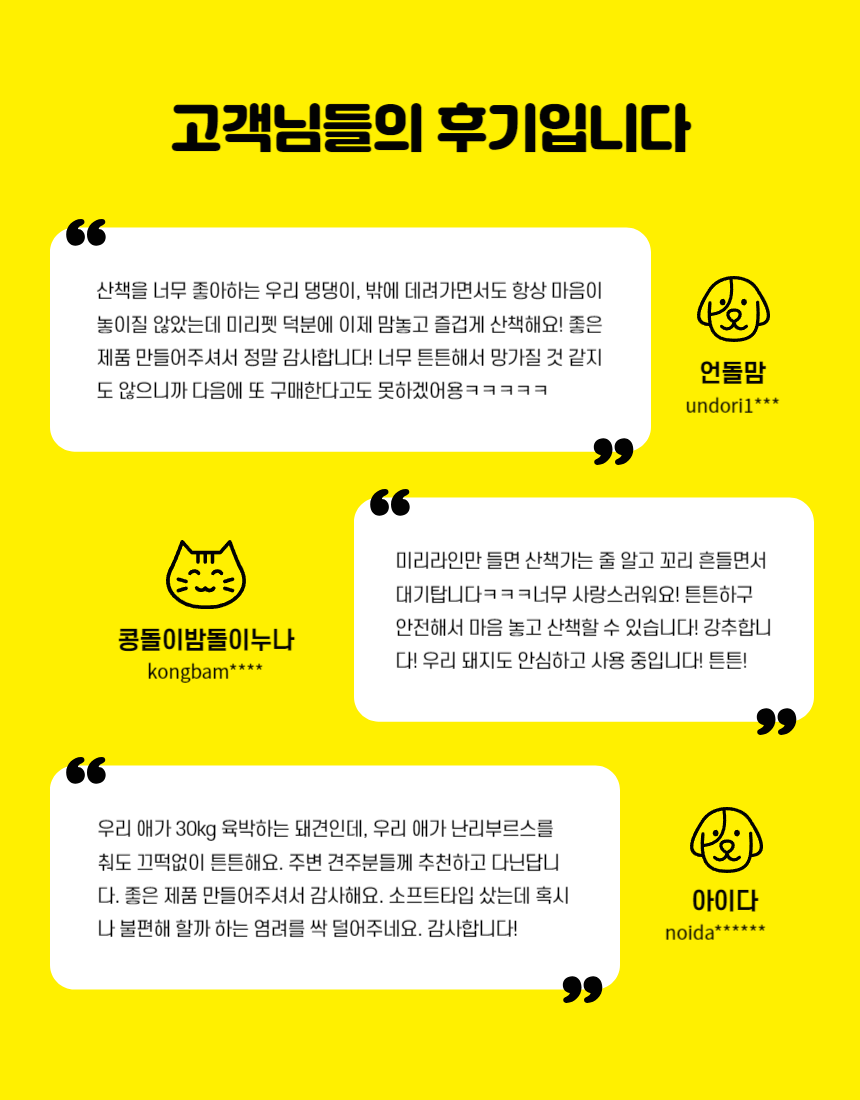 고객님들의 후기입니다
“
산책을 너무 좋아하는 우리 댕댕이, 밖에 데려가면서도 항상 마음이
놓이질 않았는데 미리펫 덕분에 이제 맘놓고 즐겁게 산책해요! 좋은
제품 만들어주셔서 정말 감사합니다! 너무 튼튼해서 망가질 것 같지
도 않으니까 다음에 또 구매한다고도 못하겠어용ㅋㅋㅋㅋㅋ
”
언돌맘
undori1***
“
미리라인만 들면 산책가는 줄 알고 꼬리 흔들면서
대기탑니다ㅋㅋㅋ너무 사랑스러워요! 튼튼하구
안전해서 마음 놓고 산책할 수 있습니다! 강추합니
다! 우리 돼지도 안심하고 사용 중입니다! 튼튼!
”
콩돌이밤돌이누나
kongbam****
“
우리 애가 30kg 육박하는 돼견인데, 우리 애가 난리부르스를
춰도 끄떡없이 튼튼해요. 주변 견주분들께 추천하고 다닌답니
다. 좋은 제품 만들어주셔서 감사해요. 소프트타입 샀는데 혹시
나 불편해 할까 하는 염려를 싹 덜어주네요. 감사합니다!
”
아이다
noida******